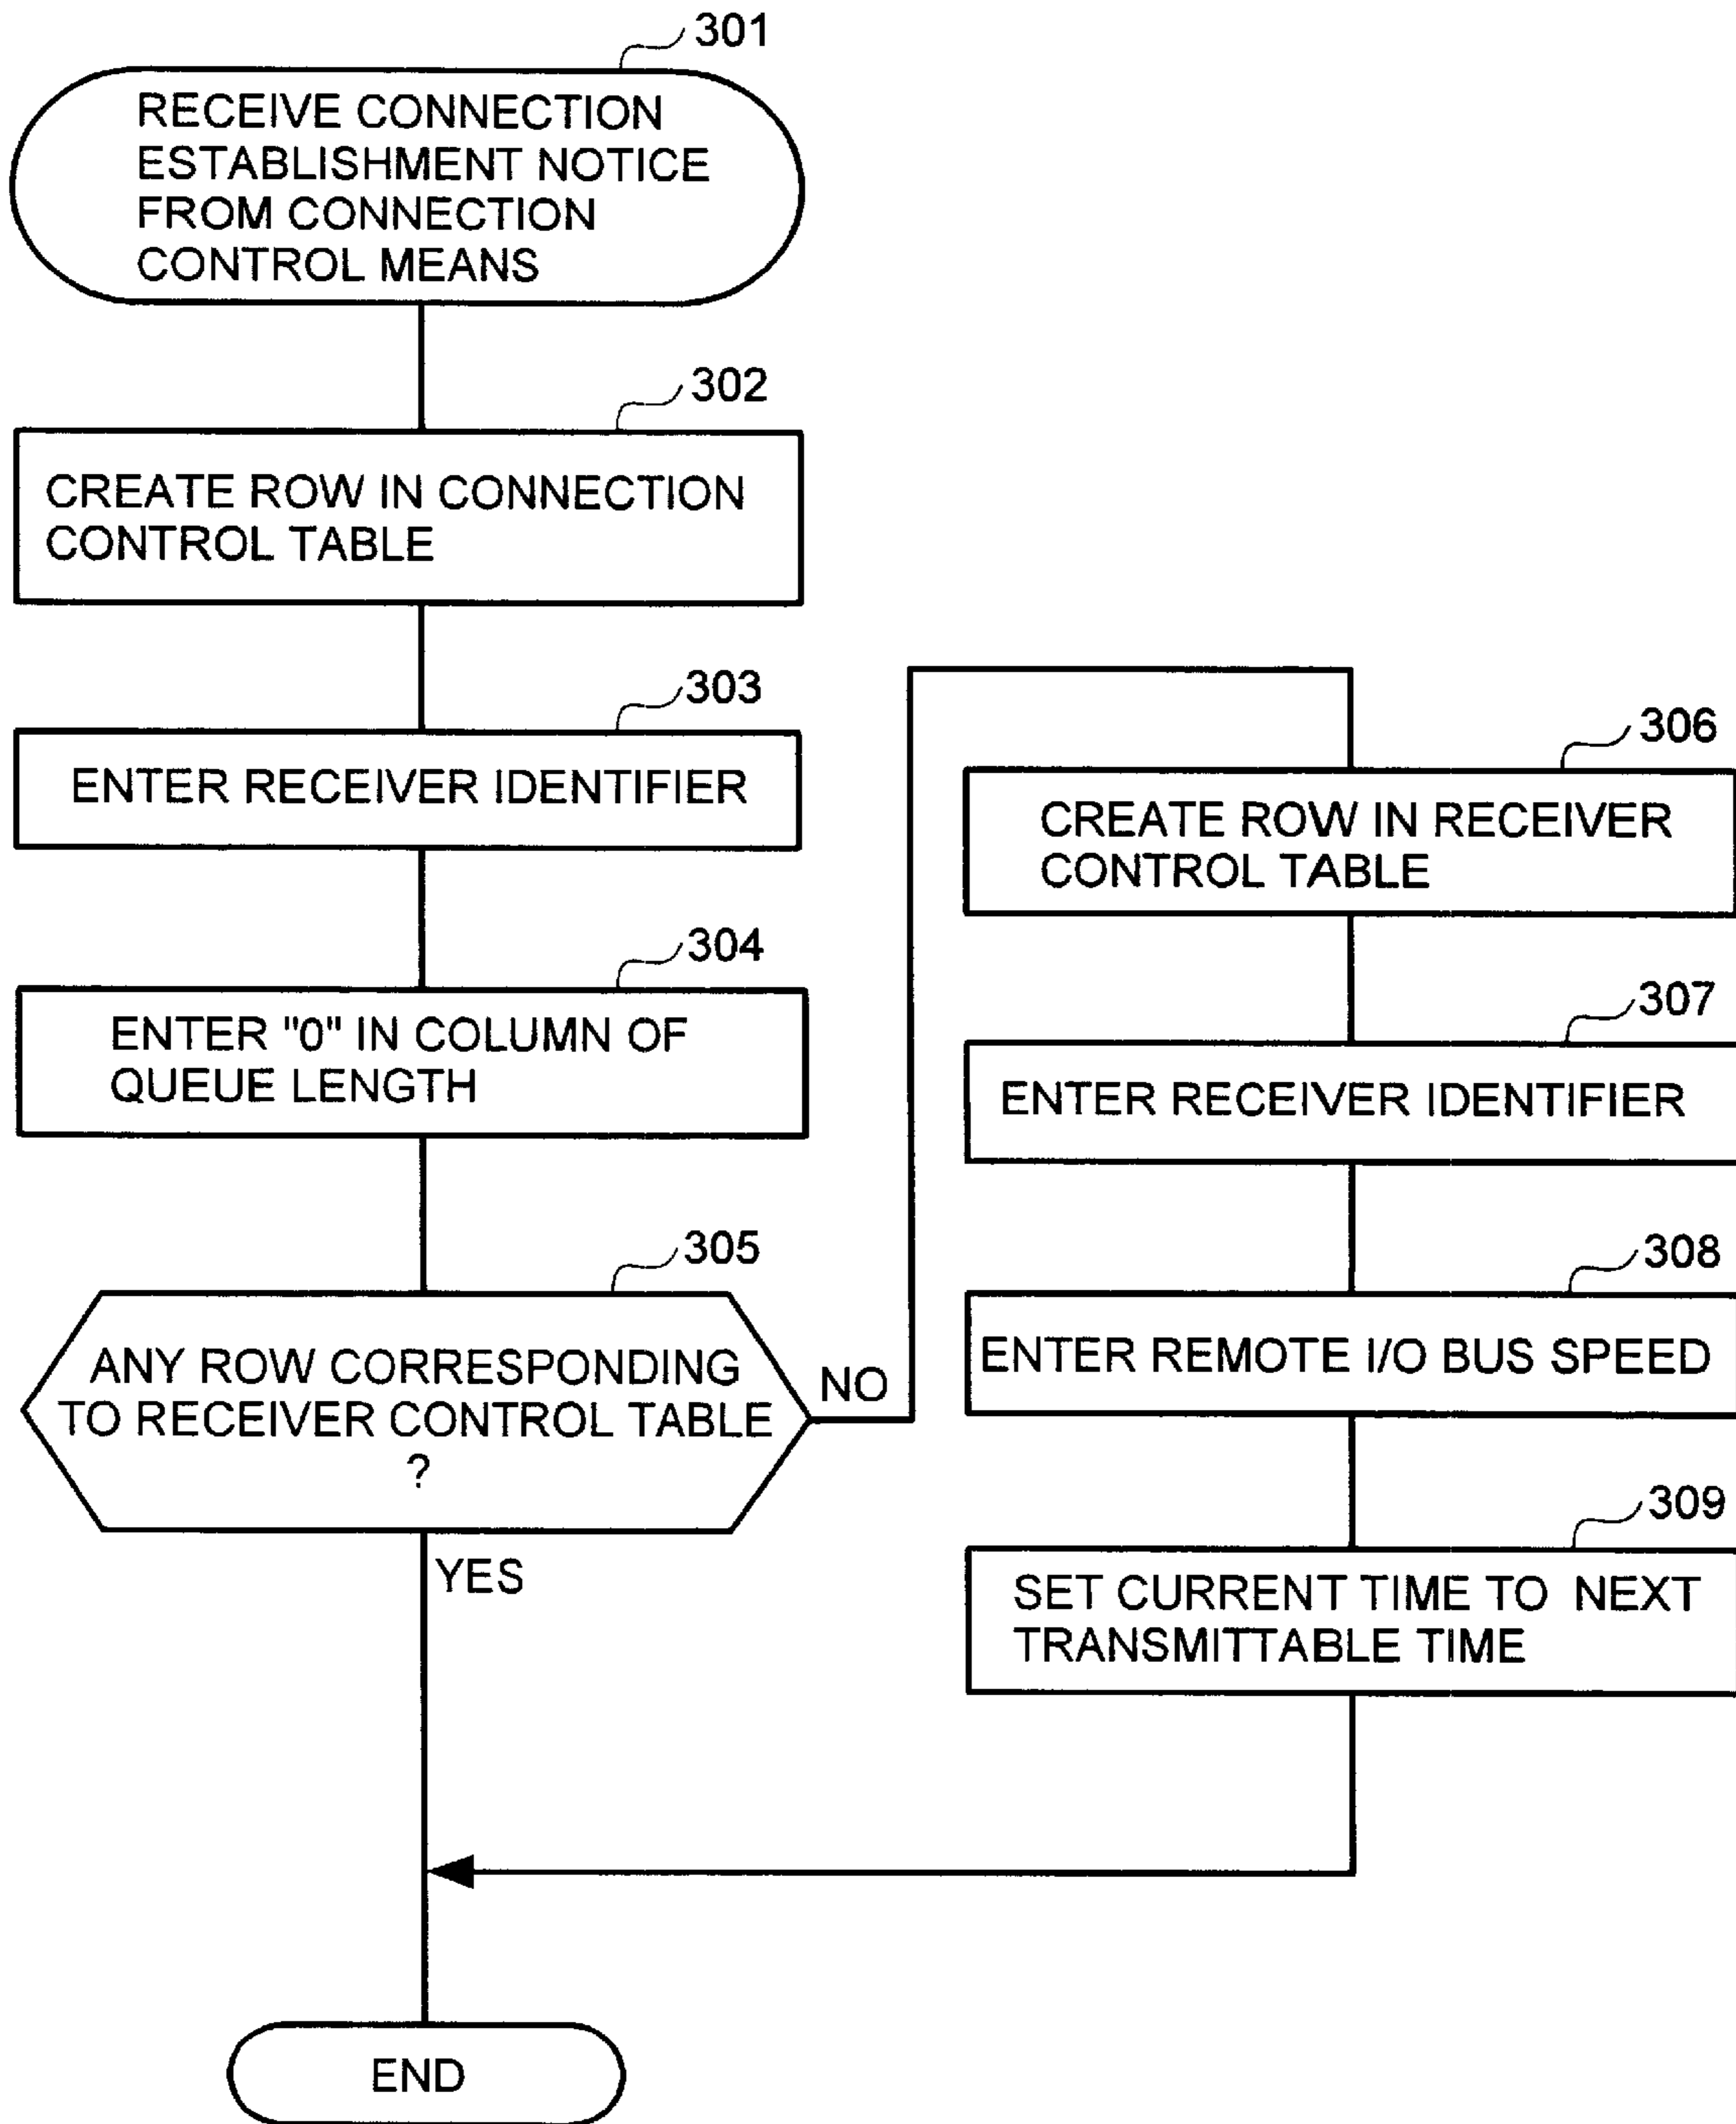 301
RECEIVE CONNECTION
ESTABLISHMENT NOTICE
FROM CONNECTION
CONTROL MEANS
302
CREATE ROW IN CONNECTION
CONTROL TABLE
303
ENTER RECEIVER IDENTIFIER
304
ENTER "0" IN COLUMN OF
QUEUE LENGTH
305
ANY ROW CORRESPONDING
TO RECEIVER CONTROL TABLE
?
NO
YES
306
CREATE ROW IN RECEIVER
CONTROL TABLE
307
ENTER RECEIVER IDENTIFIER
308
ENTER REMOTE I/O BUS SPEED
309
SET CURRENT TIME TO NEXT
TRANSMITTABLE TIME
END